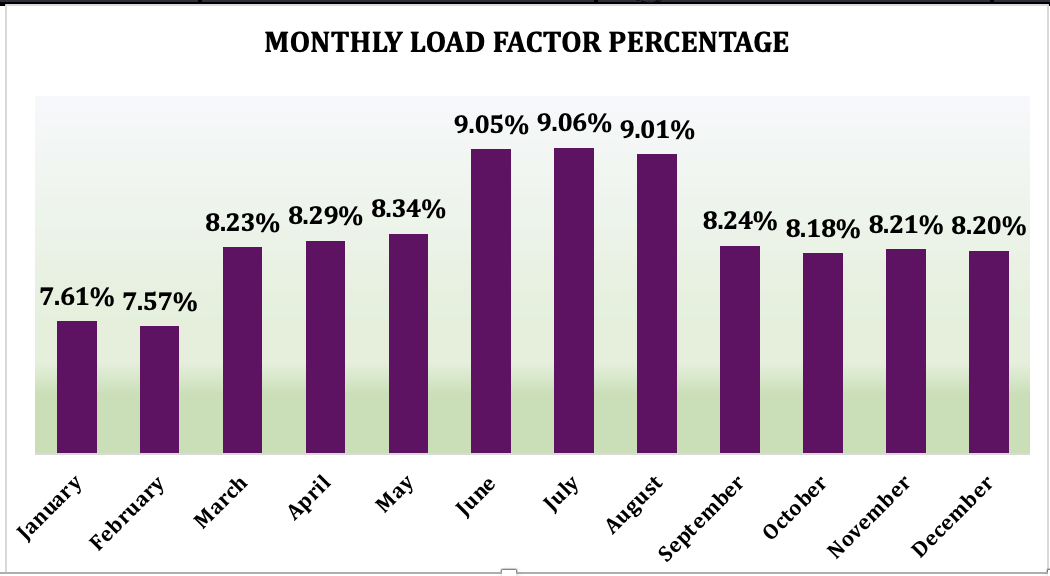 MONTHLY LOAD FACTOR PERCENTAGE
7.61% 7.57% 8.23% 8.29% 8.34% 9.05% 9.06% 9.01% 8.24% 8.18% 8.21% 8.20%
January February March April May June July August September October November December